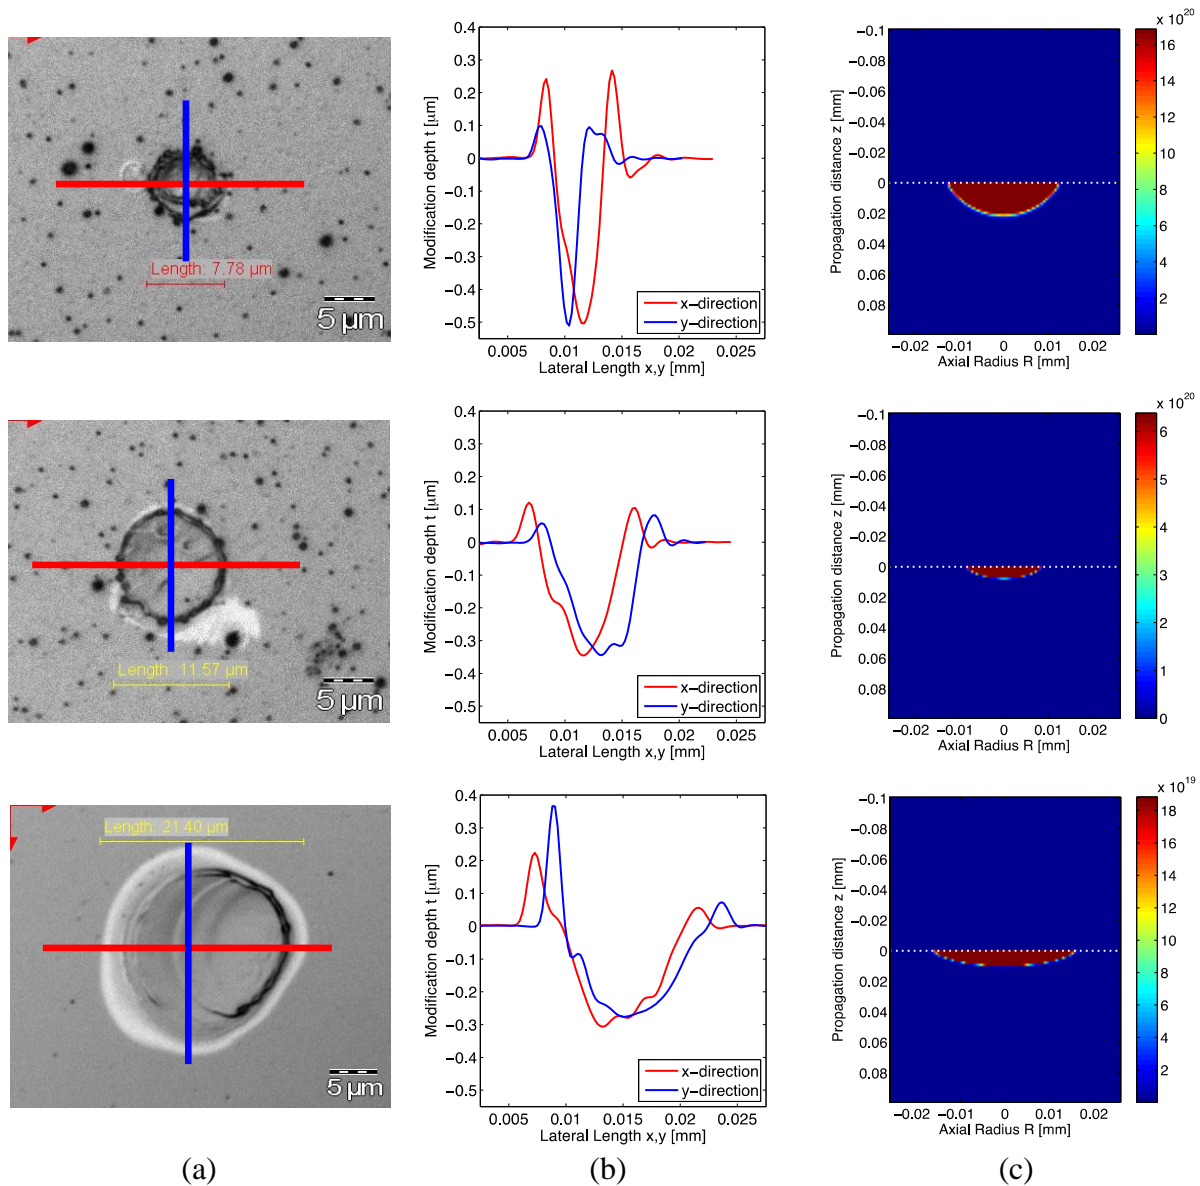 Length: 7.78 µm
5 µm
0.4
0.3
0.2
0.1
0
−0.1
−0.2
−0.3
−0.4
−0.5
Modification depth t [µm]
x−direction
y−direction
0.005 0.01 0.015 0.02 0.025
Lateral Length x,y [mm]
x 10^20
−0.1
−0.08
−0.06
−0.04
−0.02
0
0.02
0.04
0.06
0.08
Propagation distance z [mm]
−0.02 −0.01 0 0.01 0.02
Axial Radius R [mm]
16
14
12
10
8
6
4
2
Length: 11.57 µm
5 µm
0.4
0.3
0.2
0.1
0
−0.1
−0.2
−0.3
−0.4
−0.5
Modification depth t [µm]
x−direction
y−direction
0.005 0.01 0.015 0.02 0.025
Lateral Length x,y [mm]
x 10^20
−0.1
−0.08
−0.06
−0.04
−0.02
0
0.02
0.04
0.06
0.08
Propagation distance z [mm]
−0.02 −0.01 0 0.01 0.02
Axial Radius R [mm]
6
5
4
3
2
1
0
Length: 21.40 µm
5 µm
0.4
0.3
0.2
0.1
0
−0.1
−0.2
−0.3
−0.4
−0.5
Modification depth t [µm]
x−direction
y−direction
0.005 0.01 0.015 0.02 0.025
Lateral Length x,y [mm]
x 10^19
−0.1
−0.08
−0.06
−0.04
−0.02
0
0.02
0.04
0.06
0.08
Propagation distance z [mm]
−0.02 −0.01 0 0.01 0.02
Axial Radius R [mm]
18
16
14
12
10
8
6
4
2
(a) (b) (c)